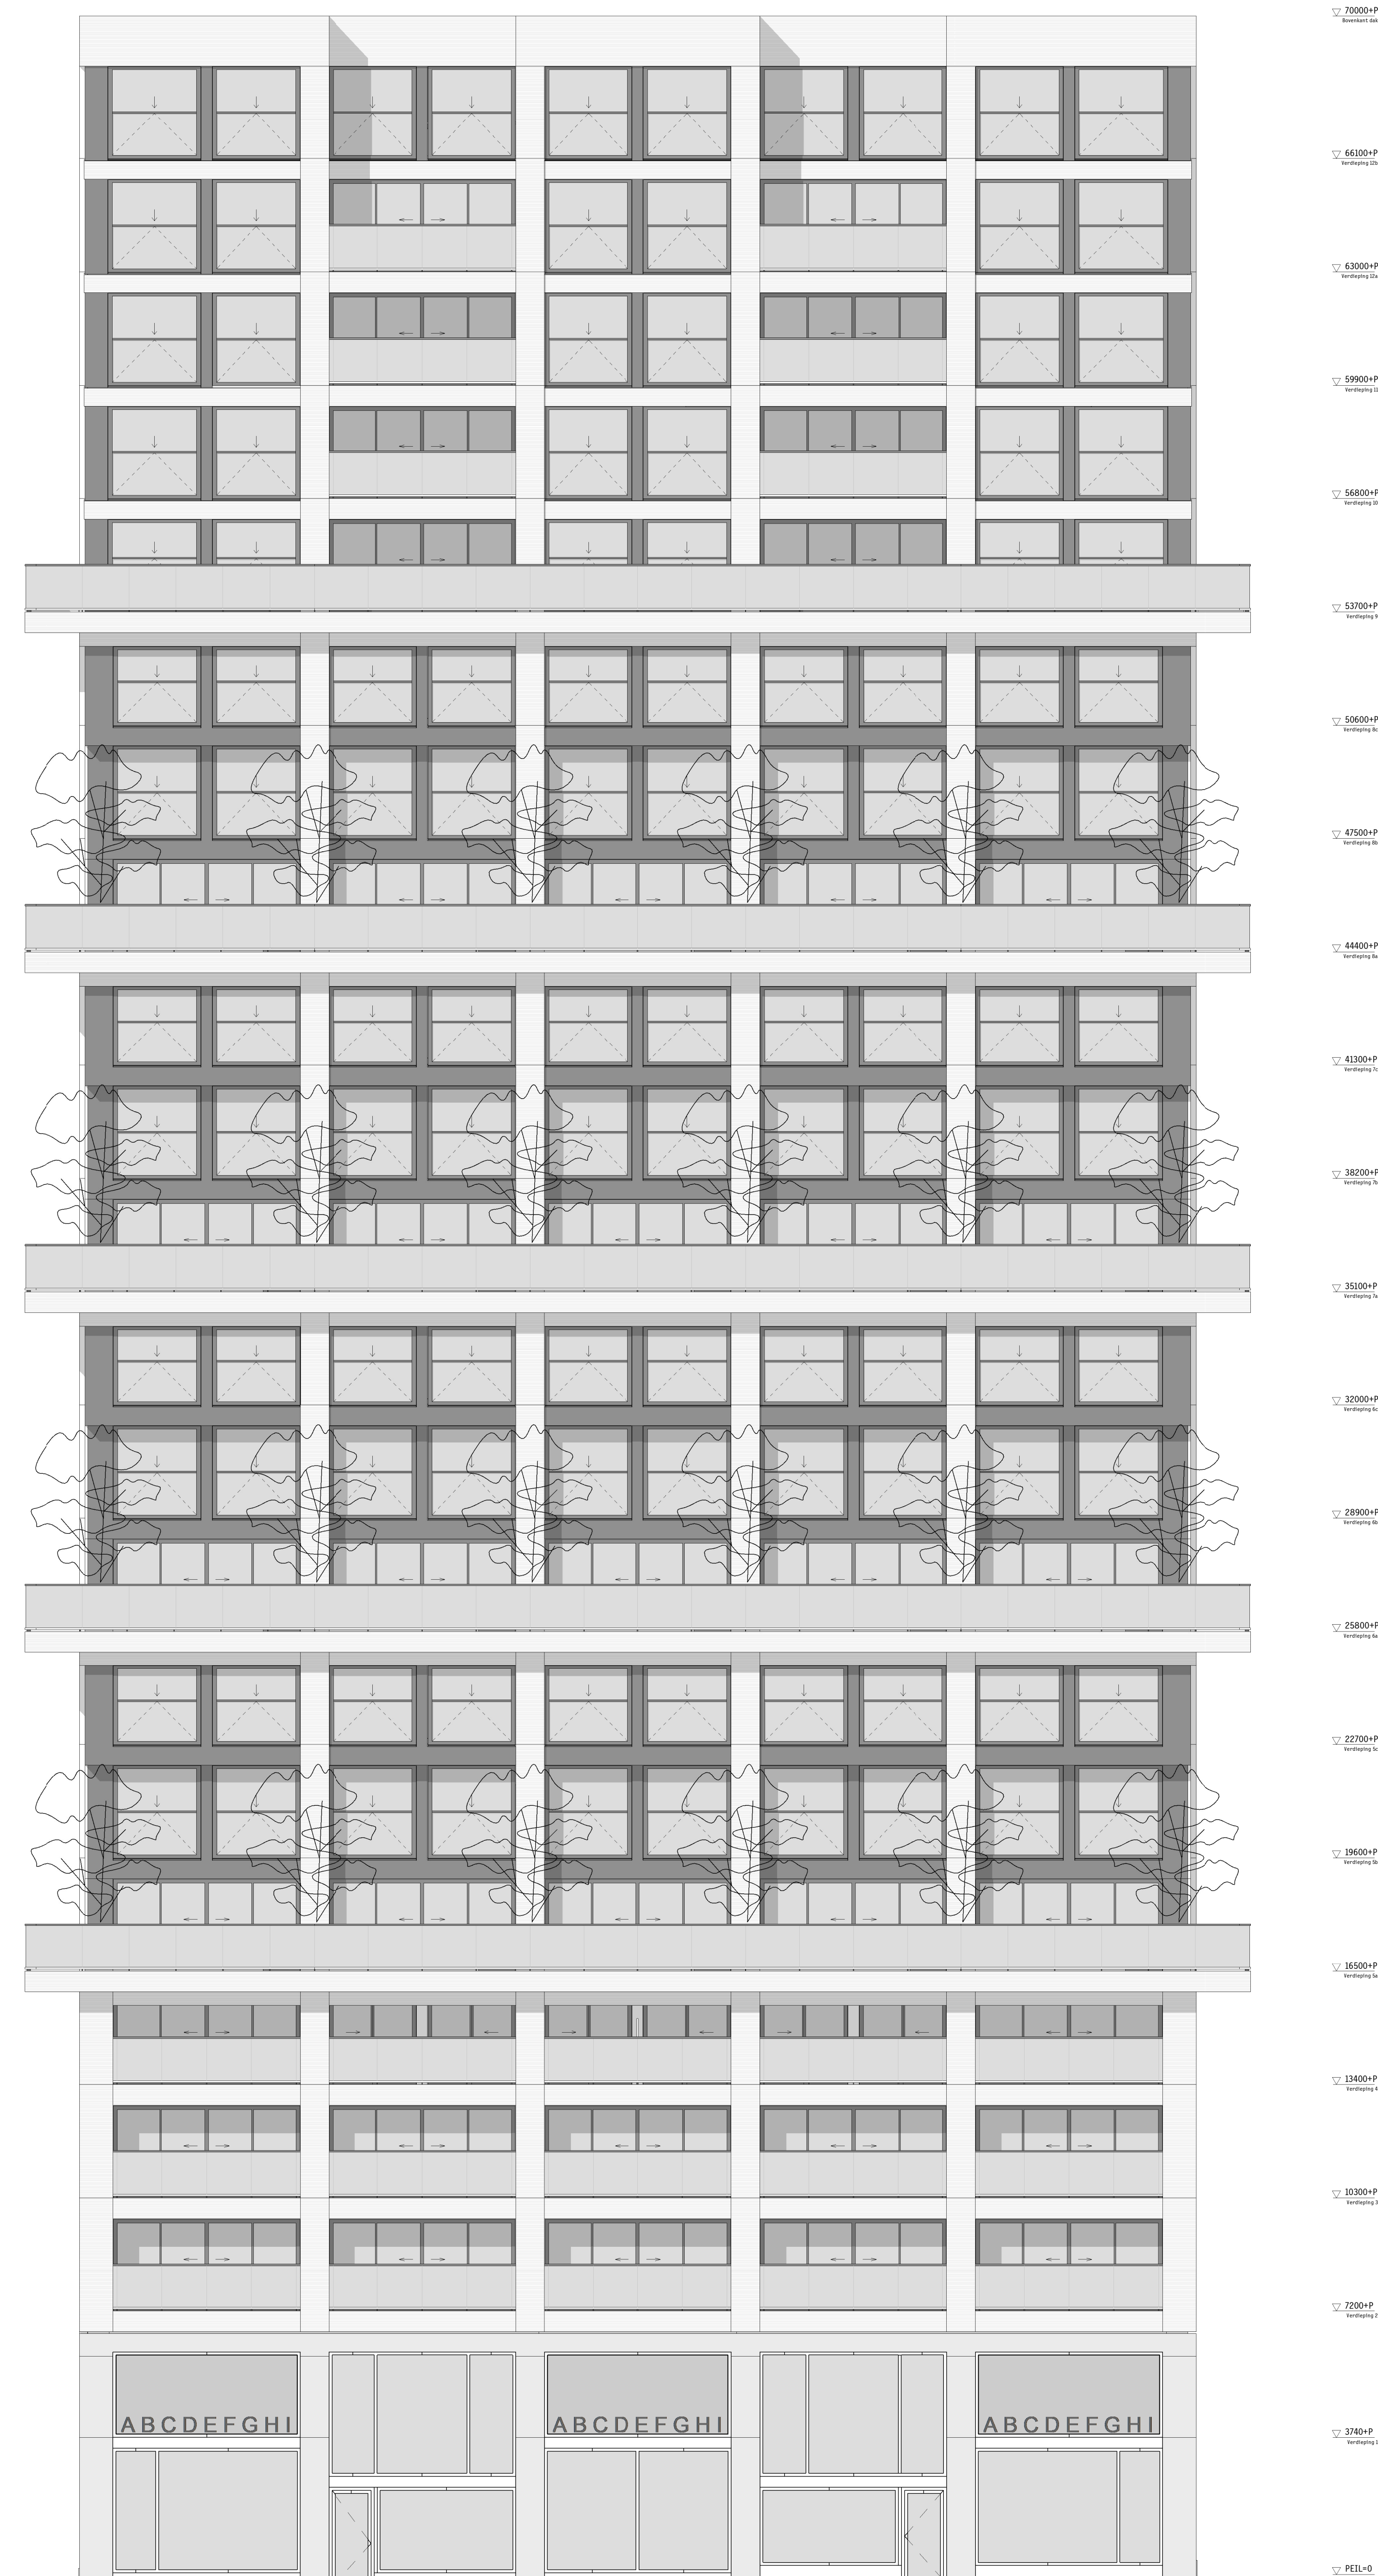 70000+P
Bovenkant dak
66100+P
Verdieping 12b
63000+P
Verdieping 12a
59900+P
Verdieping 11
56800+P
Verdieping 10
53700+P
Verdieping 9
50600+P
Verdieping 8c
47500+P
Verdieping 8b
44400+P
Verdieping 8a
41300+P
Verdieping 7c
38200+P
Verdieping 7b
35100+P
Verdieping 7a
32000+P
Verdieping 6c
28900+P
Verdieping 6b
25800+P
Verdieping 6a
22700+P
Verdieping 5c
19600+P
Verdieping 5b
16500+P
Verdieping 5a
13400+P
Verdieping 4
10300+P
Verdieping 3
7200+P
Verdieping 2
ABCDEFGHI ABCDEFGHI ABCDEFGHI
3740+P
Verdieping 1
PEIL=0